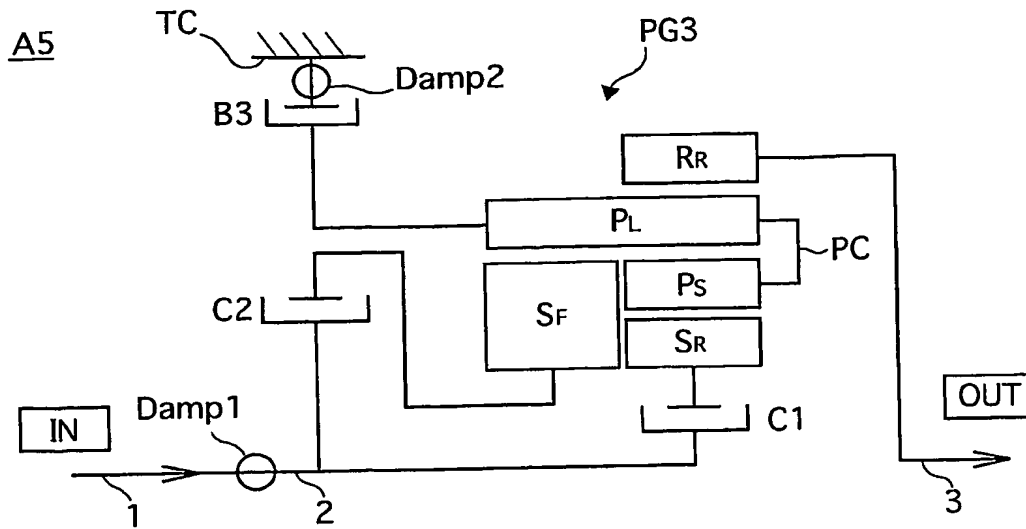 A5
TC
PG3
Damp2
B3
RR
PL
PC
C2
PS
SF
SR
Damp1
C1
IN
OUT
1
2
3